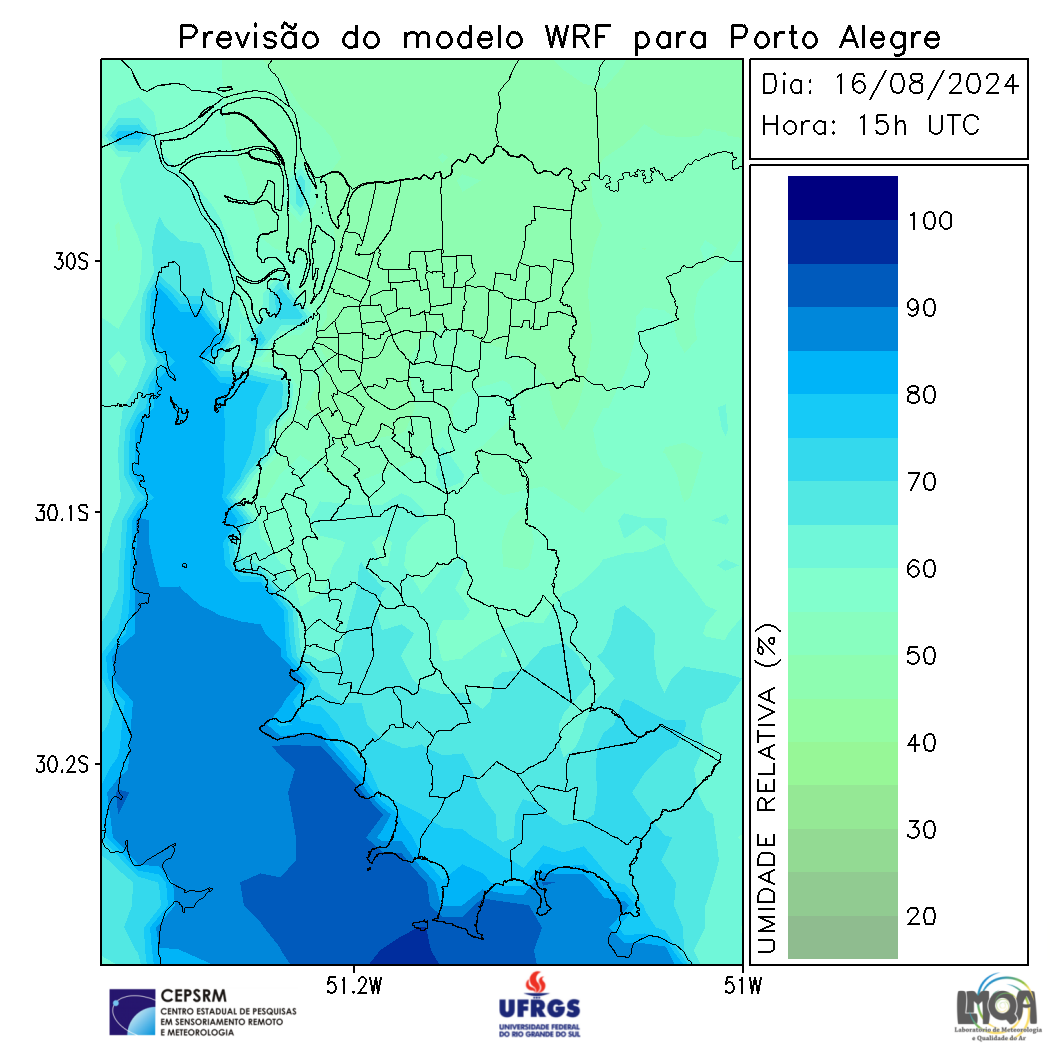 Previsão do modelo WRF para Porto Alegre
Dia: 16/08/2024
Hora: 15h UTC
30S
30.1S
30.2S
51.2W
51W
UMIDADE RELATIVA (%)
100
90
80
70
60
50
40
30
20
CEPSRM
CENTRO ESTADUAL DE PESQUISAS
EM SENSORIAMENTO REMOTO
E METEOROLOGIA
UFRGS
UNIVERSIDADE FEDERAL
DO RIO GRANDE DO SUL
LMQA
Laboratório de Meteorologia
e Qualidade do Ar